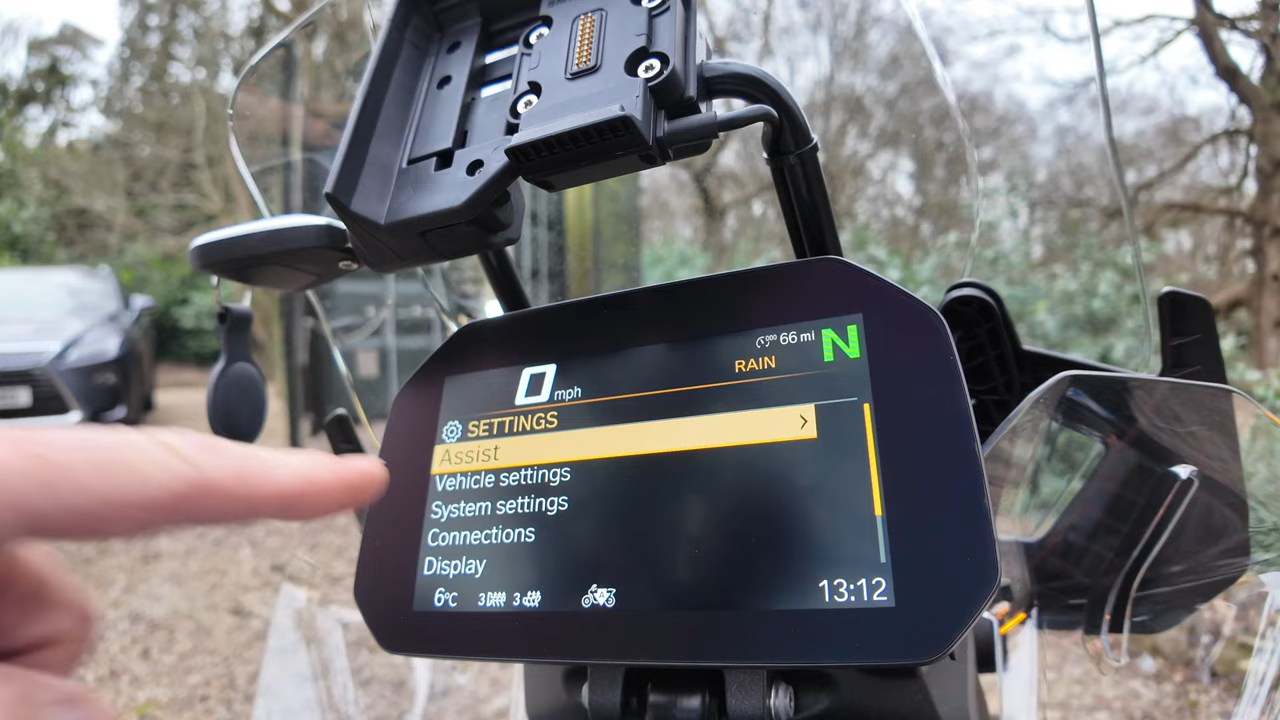 66 mi
N
RAIN
0 mph
SETTINGS
Assist
Vehicle settings
System settings
Connections
Display
6°C 3 3 13:12